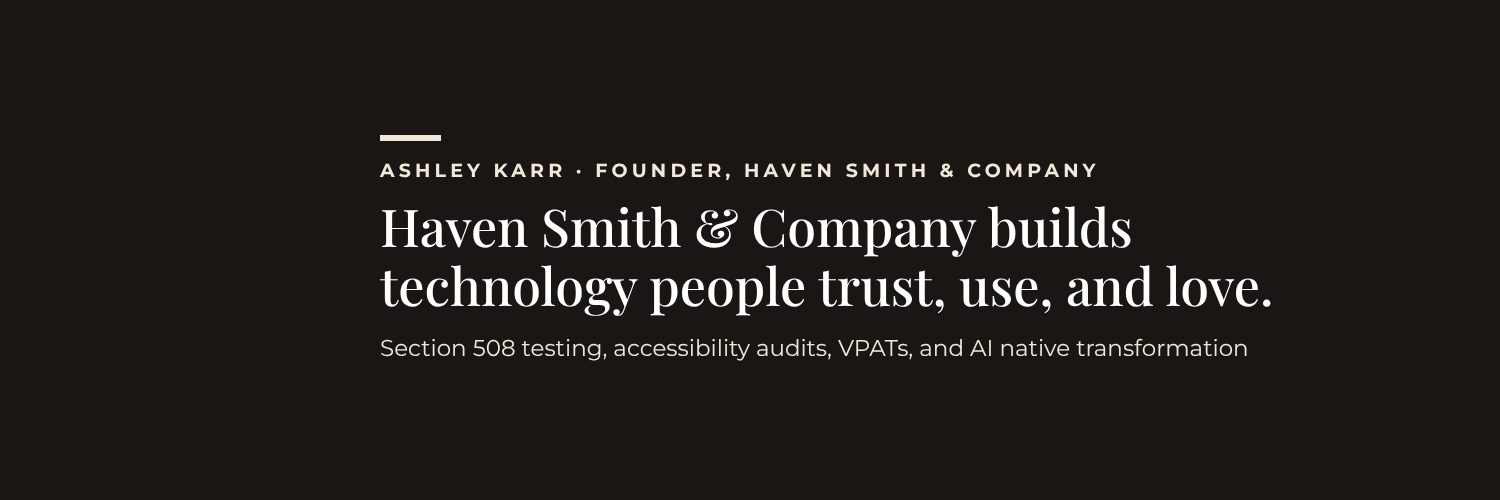 ASHLEY KARR · FOUNDER, HAVEN SMITH & COMPANY
Haven Smith & Company builds
technology people trust, use, and love.
Section 508 testing, accessibility audits, VPATs, and AI native transformation